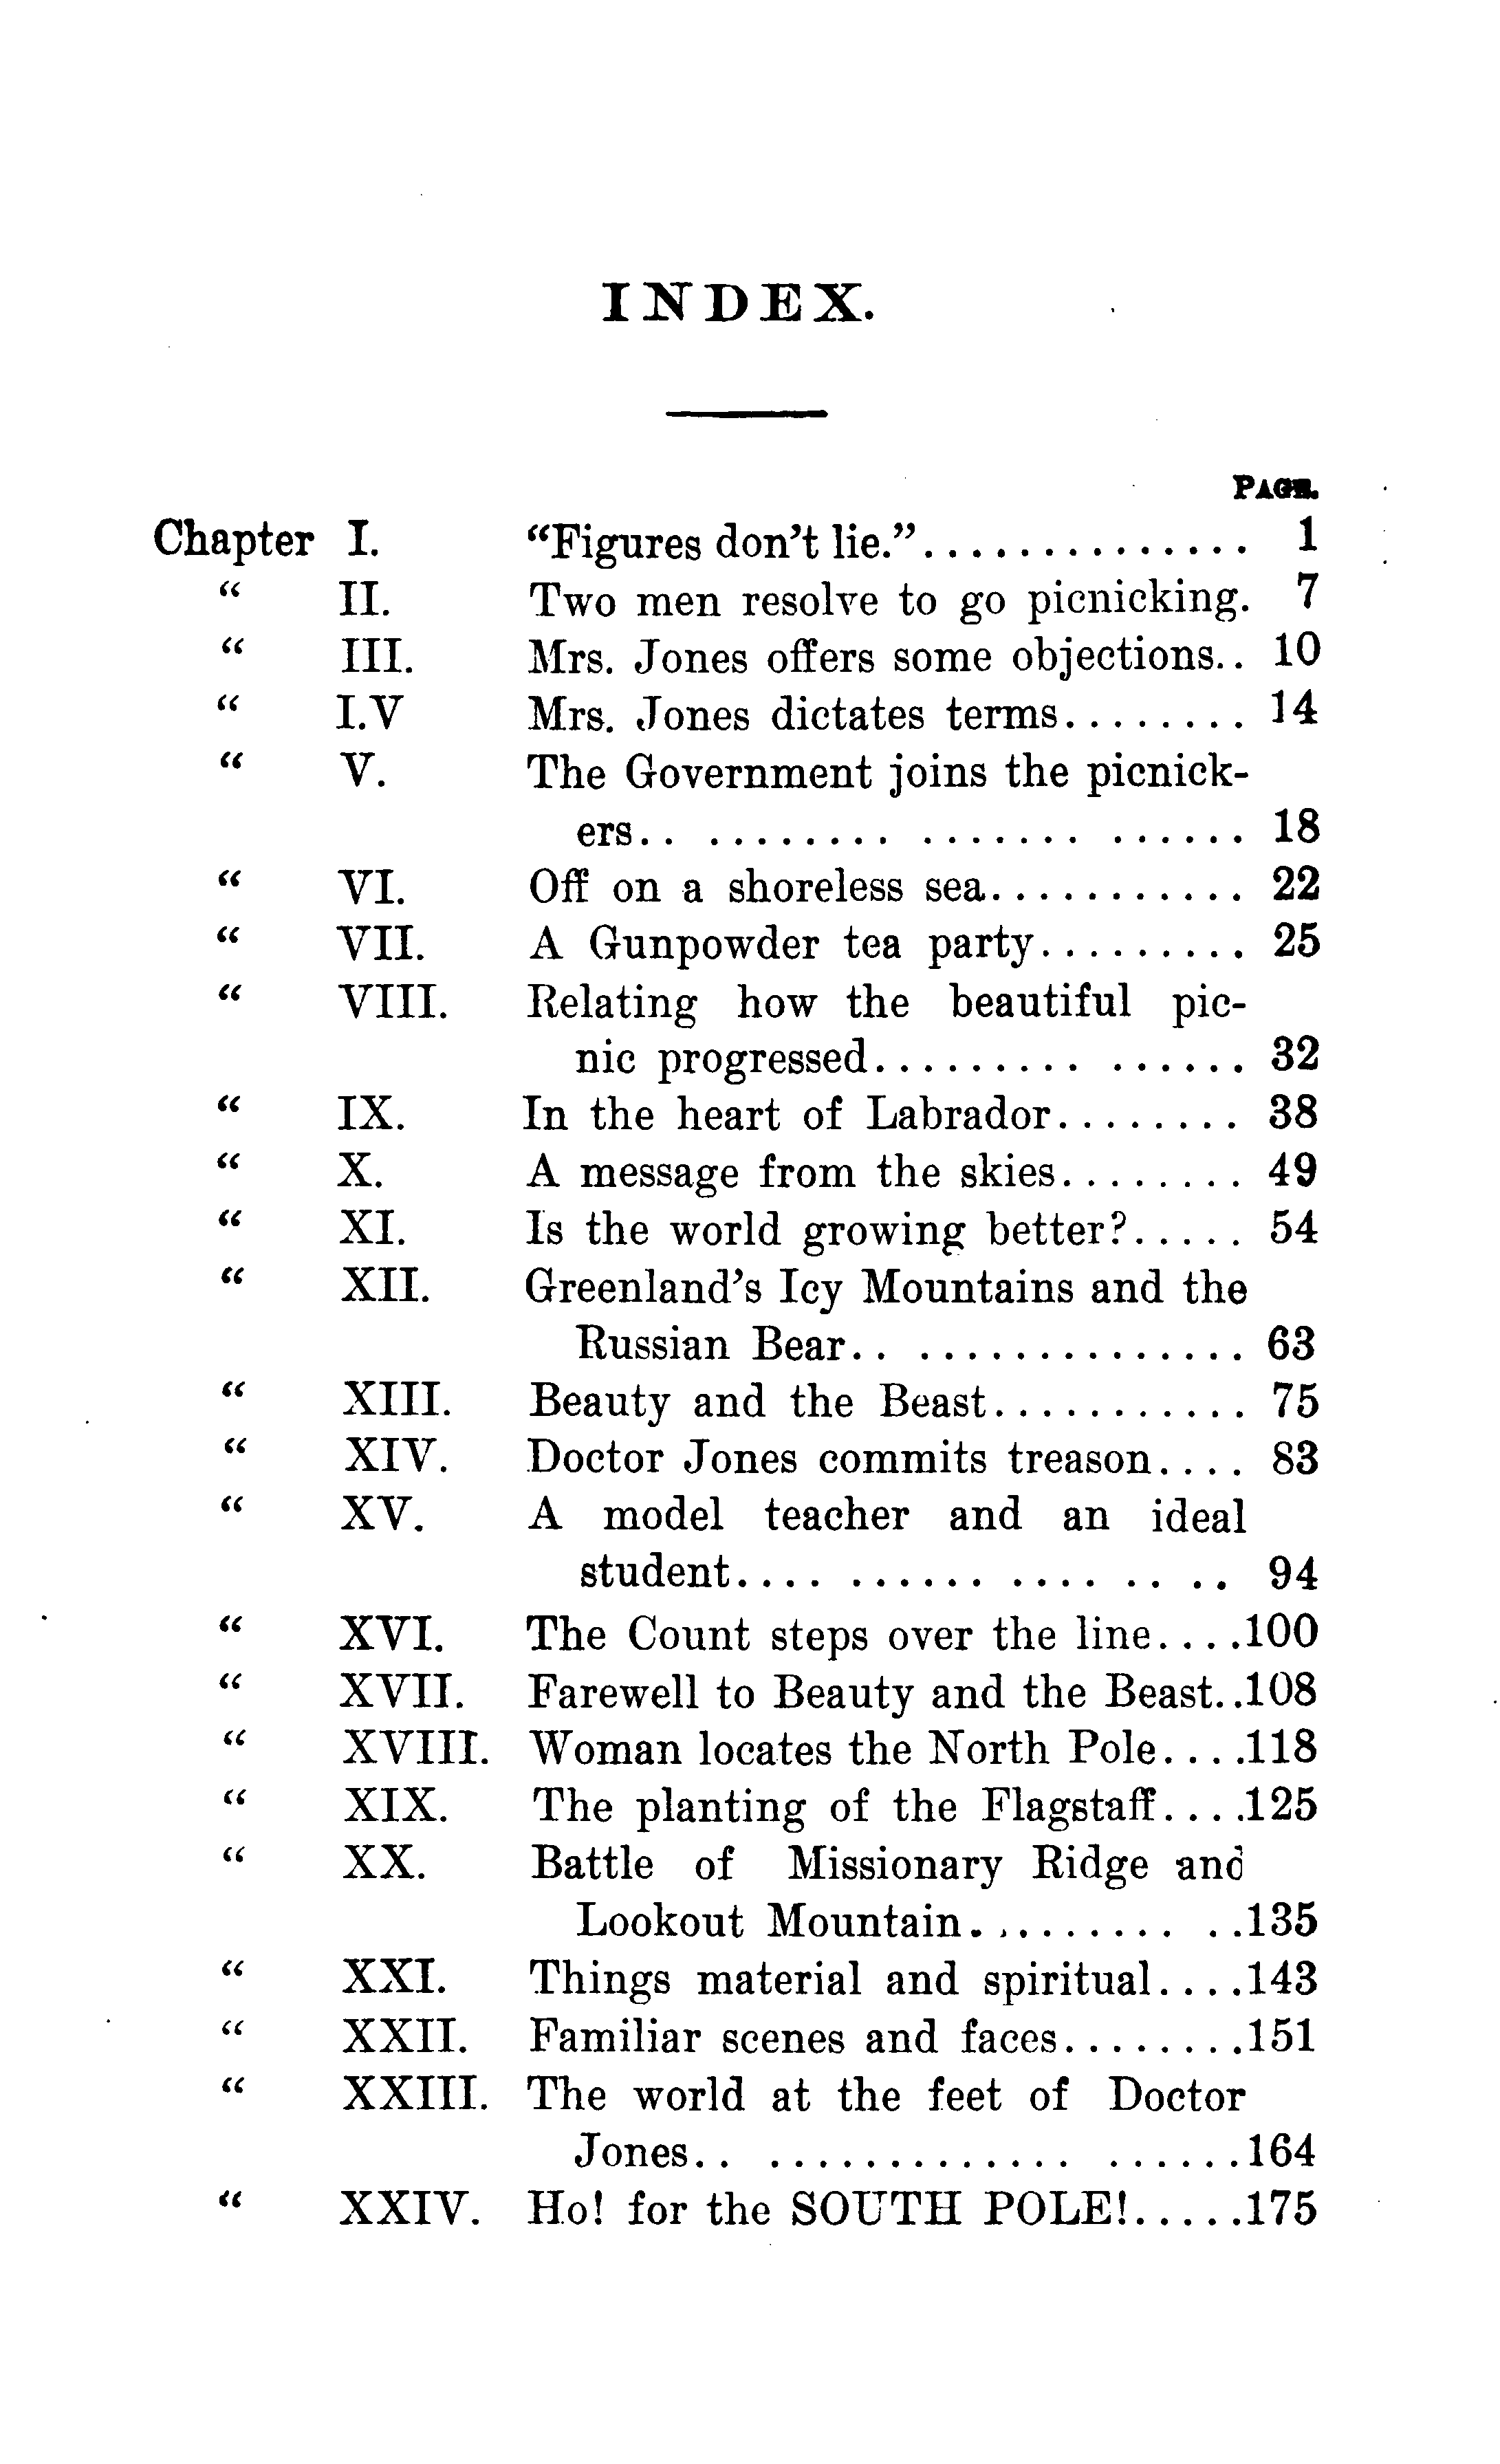 INDEX.
PAGE.
Chapter I. “Figures don’t lie.”.............. 1
“ II. Two men resolve to go picnicking. 7
“ III. Mrs. Jones offers some objections.. 10
“ I.V Mrs. Jones dictates terms........ 14
“ V. The Government joins the picnick-
ers.. ........ ....... ...... 18
“ VI. Off on a shoreless sea........... 22
“ VII. A Gunpowder tea party......... 25
“ VIII. Relating how the beautiful pic-
nic progressed......... ...... 32
“ IX. In the heart of Labrador........ 38
“ X. A message from the skies........ 49
“ XI. Is the world growing better?..... 54
“ XII. Greenland’s Icy Mountains and the
Russian Bear.. .............. 63
“ XIII. Beauty and the Beast........... 75
“ XIV. Doctor Jones commits treason.... 83
“ XV. A model teacher and an ideal
student.... ...... .... .. .. 94
“ XVI. The Count steps over the line....100
“ XVII. Farewell to Beauty and the Beast..108
“ XVIII. Woman locates the North Pole....118
“ XIX. The planting of the Flagstaff....125
“ XX. Battle of Missionary Ridge and
Lookout Mountain......... ..135
“ XXI. Things material and spiritual....143
“ XXII. Familiar scenes and faces........151
“ XXIII. The world at the feet of Doctor
Jones.. ............. ......164
“ XXIV. Ho! for the SOUTH POLE!.....175